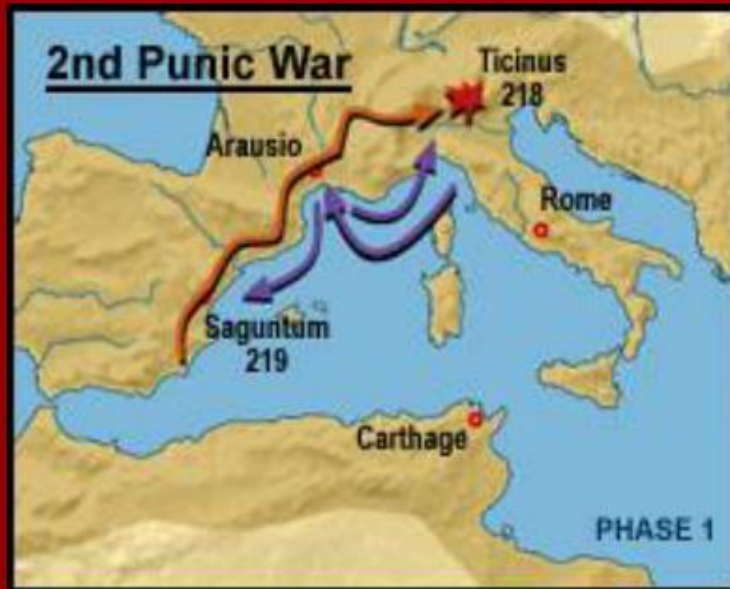 2nd Punic War
Ticinus
218
Arausio
Rome
Saguntum
219
Carthage
PHASE 1